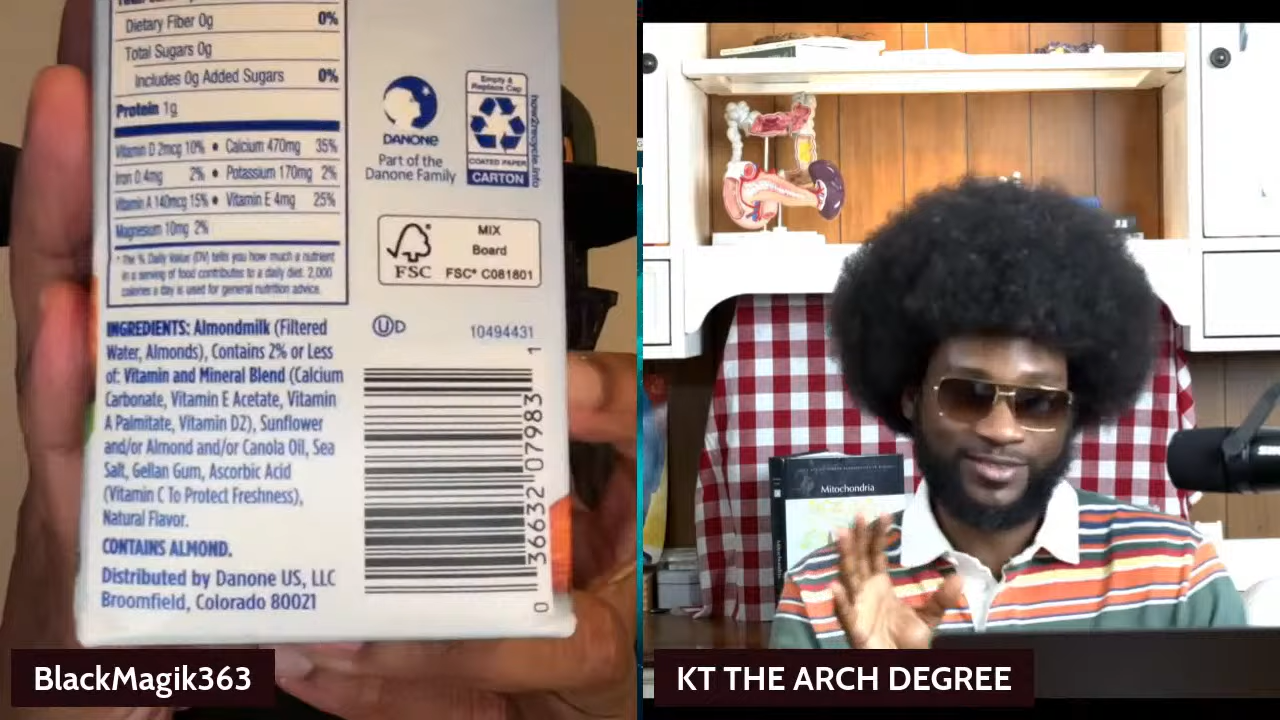 Dietary Fiber 0g 0%
Total Sugars 0g
Includes 0g Added Sugars 0%
Protein 1g
Vitamin D 2mcg 10% • Calcium 470mg 35%
Iron 0.4mg 2% • Potassium 170mg 2%
Vitamin A 140mcg 15% • Vitamin E 4mg 25%
Magnesium 10mg 2%
* The % Daily Value (DV) tells you how much a nutrient
in a serving of food contributes to a daily diet. 2,000
calories a day is used for general nutrition advice.
INGREDIENTS: Almondmilk (Filtered
Water, Almonds), Contains 2% or Less
of: Vitamin and Mineral Blend (Calcium
Carbonate, Vitamin E Acetate, Vitamin
A Palmitate, Vitamin D2), Sunflower
and/or Almond and/or Canola Oil, Sea
Salt, Gellan Gum, Ascorbic Acid
(Vitamin C To Protect Freshness),
Natural Flavor.
CONTAINS ALMOND.
Distributed by Danone US, LLC
Broomfield, Colorado 80021
DANONE
Part of the
Danone Family
Empty &
Replace Cap
COATED PAPER
CARTON
how2recycle.info
FSC
MIX
Board
FSC® C081801
UD
10494431
0 36632 07983 1
Mitochondria
BlackMagik363
KT THE ARCH DEGREE